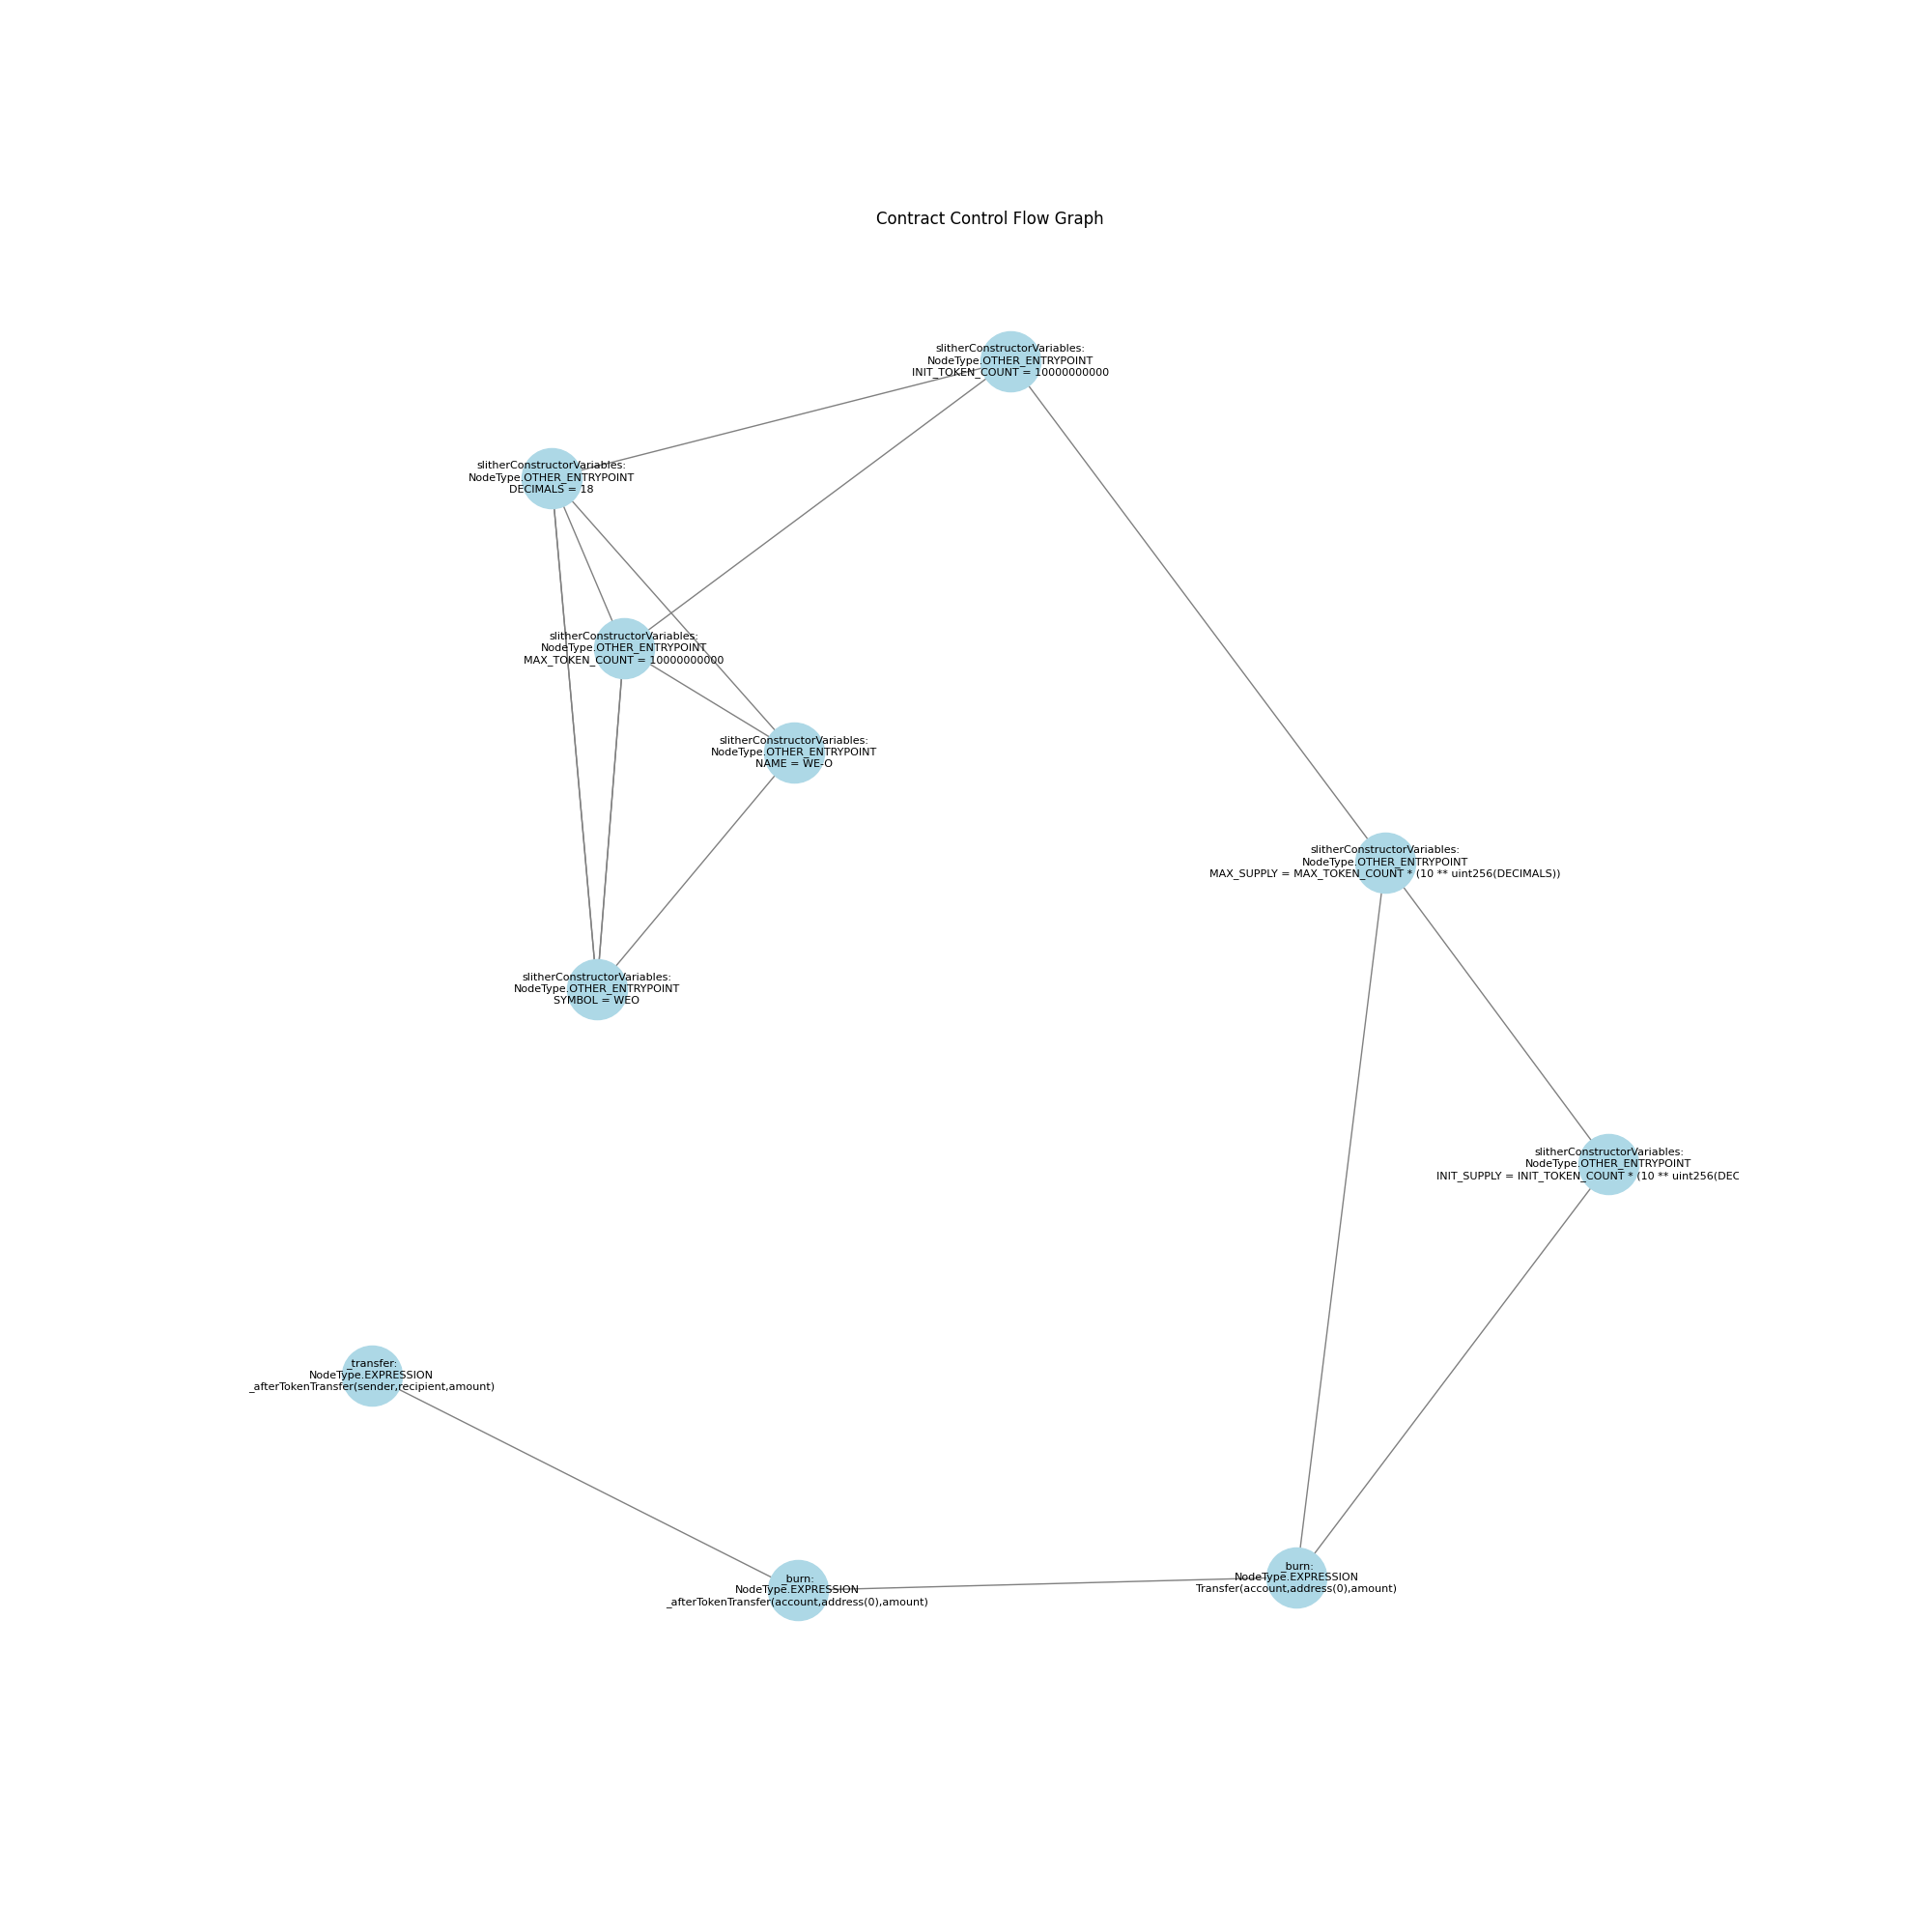 Contract Control Flow Graph
slitherConstructorVariables:
NodeType.OTHER_ENTRYPOINT
INIT_TOKEN_COUNT = 10000000000
slitherConstructorVariables:
NodeType.OTHER_ENTRYPOINT
DECIMALS = 18
slitherConstructorVariables:
NodeType.OTHER_ENTRYPOINT
MAX_TOKEN_COUNT = 10000000000
slitherConstructorVariables:
NodeType.OTHER_ENTRYPOINT
NAME = WE-O
slitherConstructorVariables:
NodeType.OTHER_ENTRYPOINT
MAX_SUPPLY = MAX_TOKEN_COUNT * (10 ** uint256(DECIMALS))
slitherConstructorVariables:
NodeType.OTHER_ENTRYPOINT
SYMBOL = WEO
slitherConstructorVariables:
NodeType.OTHER_ENTRYPOINT
INIT_SUPPLY = INIT_TOKEN_COUNT * (10 ** uint256(DEC
_transfer:
NodeType.EXPRESSION
_afterTokenTransfer(sender,recipient,amount)
_burn:
NodeType.EXPRESSION
_afterTokenTransfer(account,address(0),amount)
_burn:
NodeType.EXPRESSION
Transfer(account,address(0),amount)